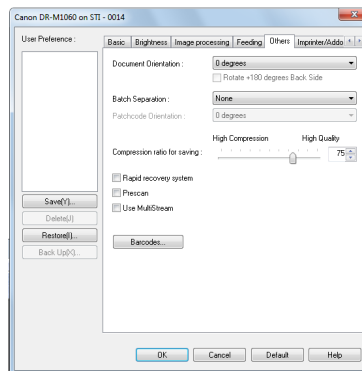 Canon DR-M1060 on STI - 0014
User Preference :
Basic Brightness Image processing Feeding Others Imprinter/Addo
Document Orientation : 0 degrees
Rotate +180 degrees Back Side
Batch Separation : None
Patchcode Orientation : 0 degrees
High Compression High Quality
Compression ratio for saving : 75
Rapid recovery system
Prescan
Use MultiStream
Save(Y)...
Delete(J)
Restore(I)...
Back Up(X)...
Barcodes...
OK Cancel Default Help